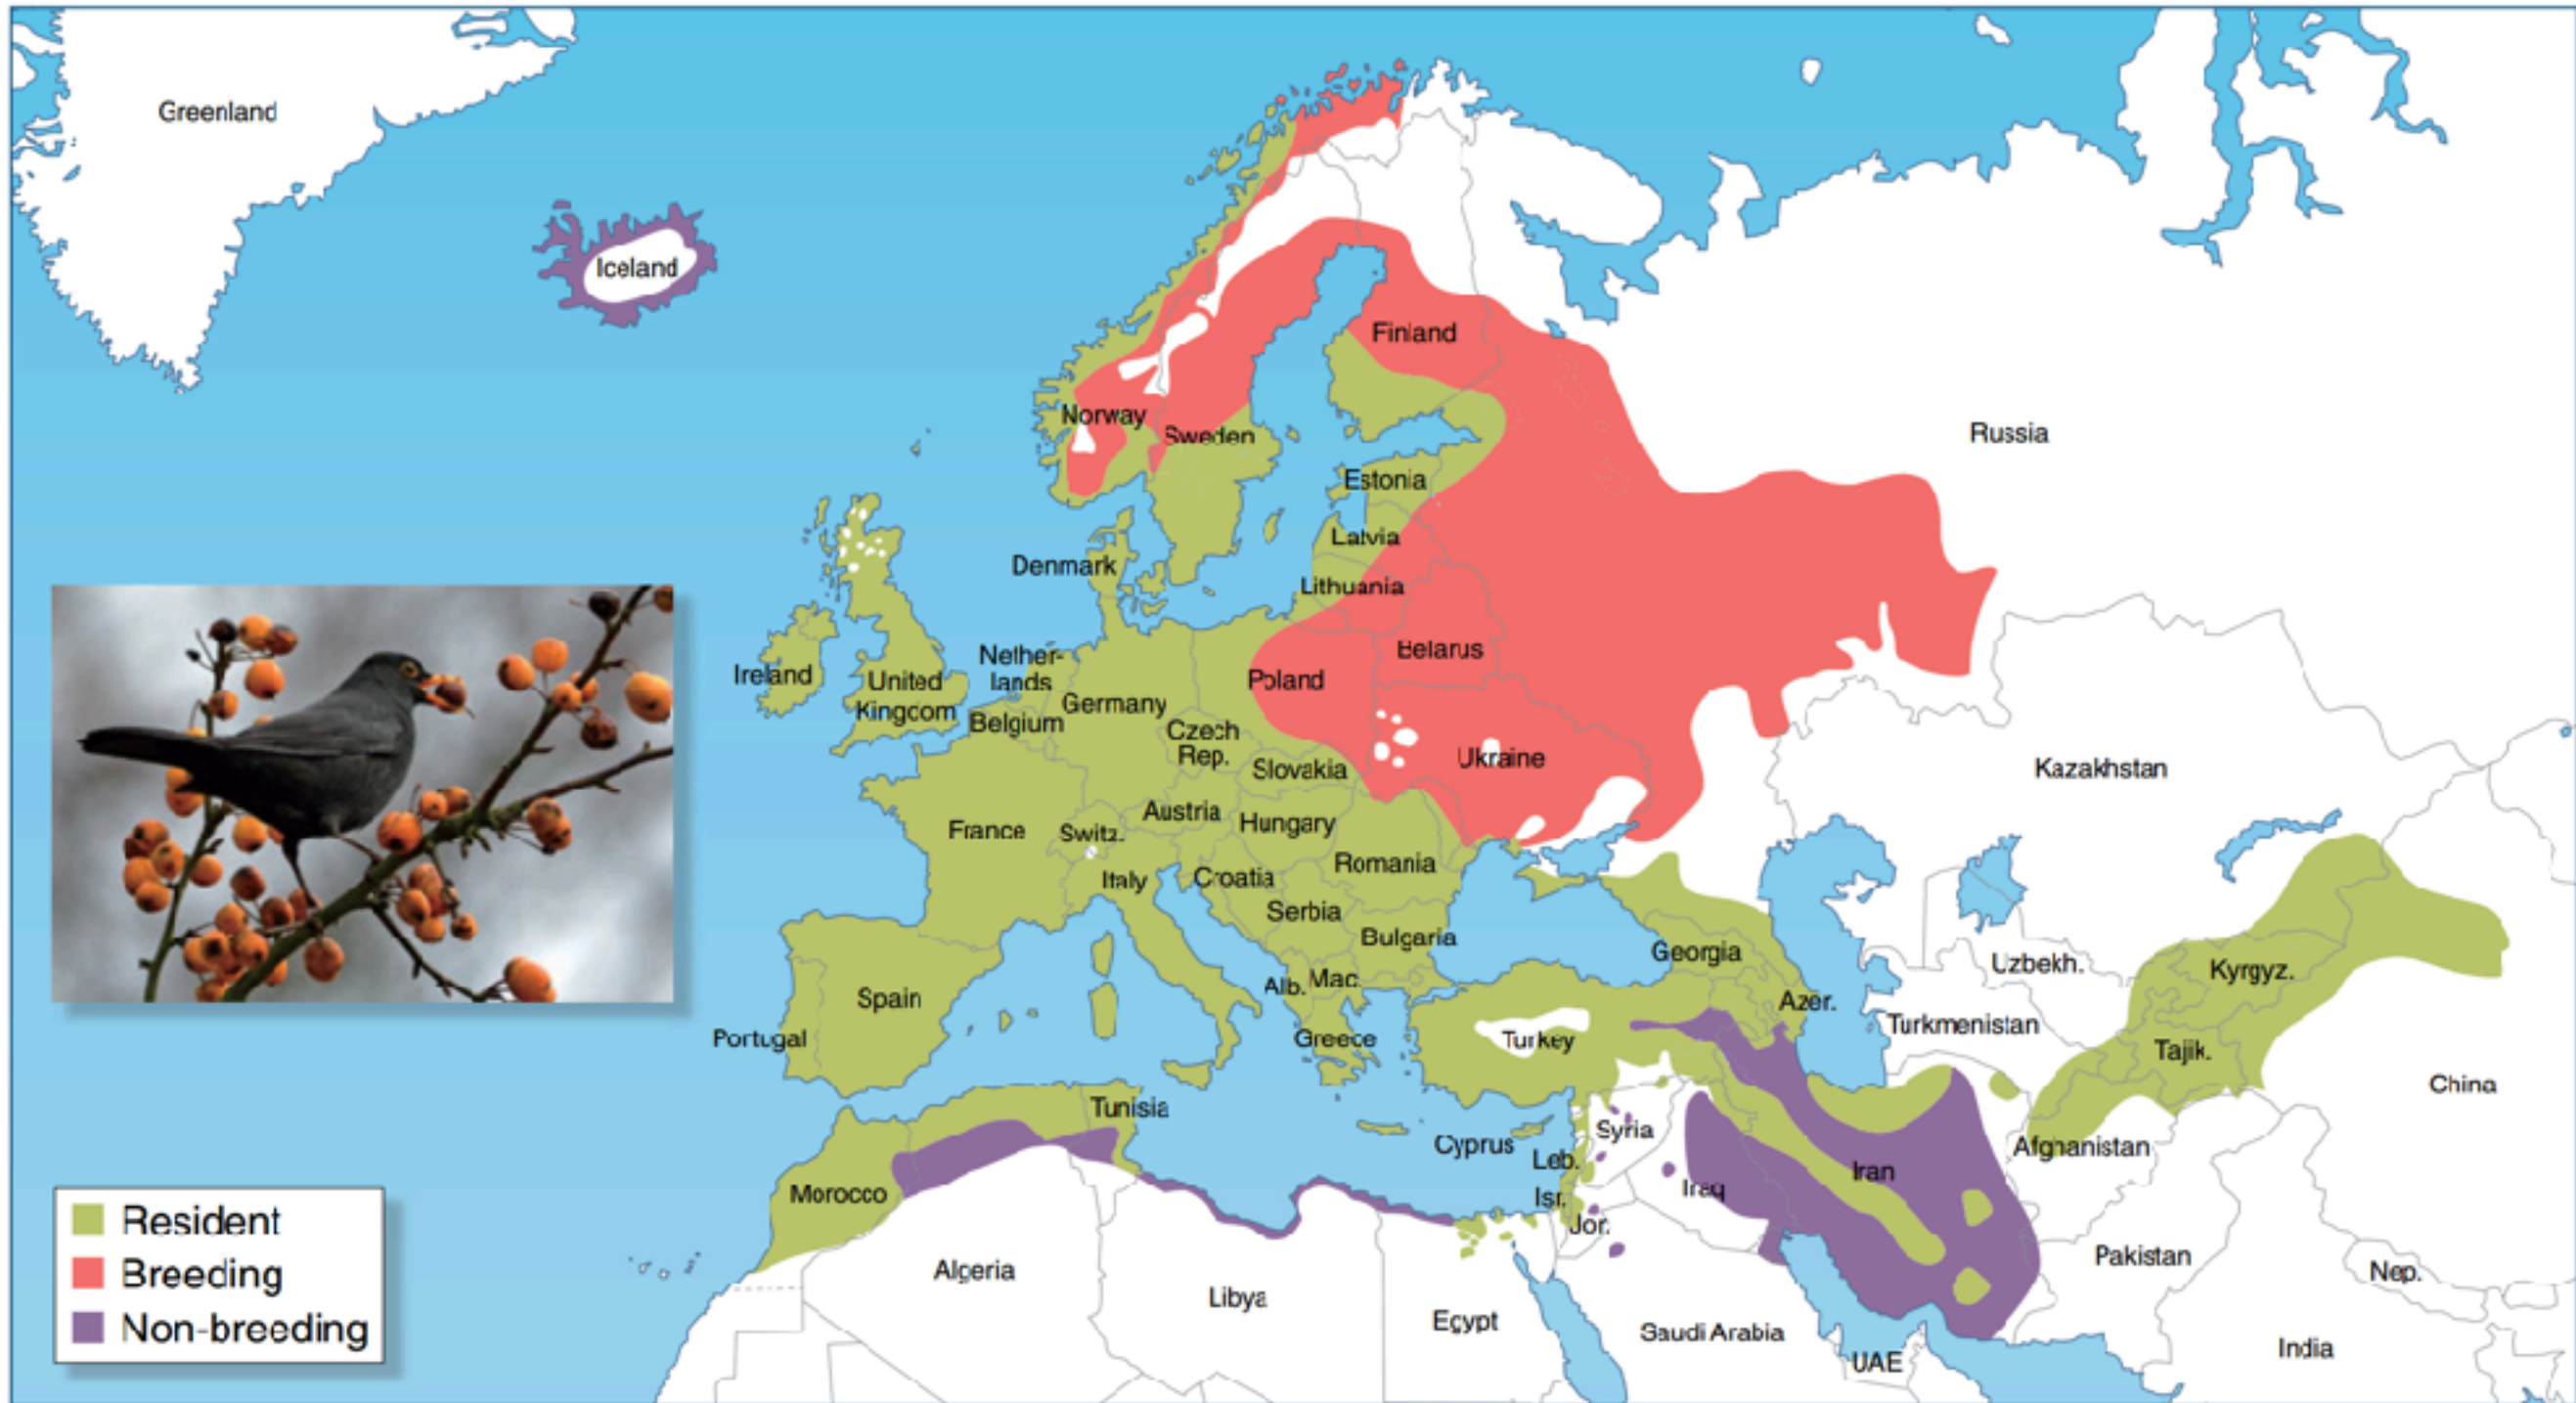 Greenland
Iceland
Finland
Norway
Sweden
Russia
Estonia
Latvia
Denmark
Lithuania
Belarus
Nether-
lands
Ireland
United
Kingdom
Poland
Germany
Belgium
Czech
Rep.
Ukraine
Slovakia
Kazakhstan
Austria
Hungary
France
Switz.
Romania
Italy
Croatia
Serbia
Bulgaria
Georgia
Uzbekh.
Kyrgyz.
Alb.
Mac.
Spain
Azer.
Turkmenistan
Portugal
Greece
Turkey
Tajik.
China
Tunisia
Cyprus
Syria
Afghanistan
Leb.
Iran
Morocco
Isr.
Iraq
Jor.
Pakistan
Algeria
Nep.
Libya
Egypt
Saudi Arabia
India
UAE
Resident
Breeding
Non-breeding